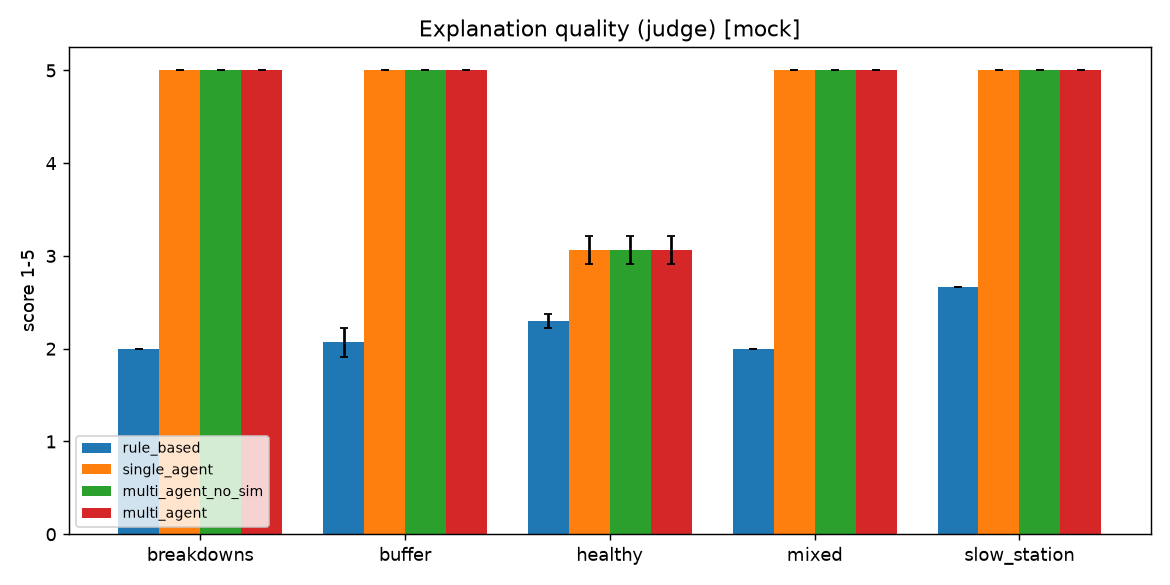 Explanation quality (judge) [mock]
score 1-5
5
4
3
2
1
0
rule_based
single_agent
multi_agent_no_sim
multi_agent
breakdowns
buffer
healthy
mixed
slow_station